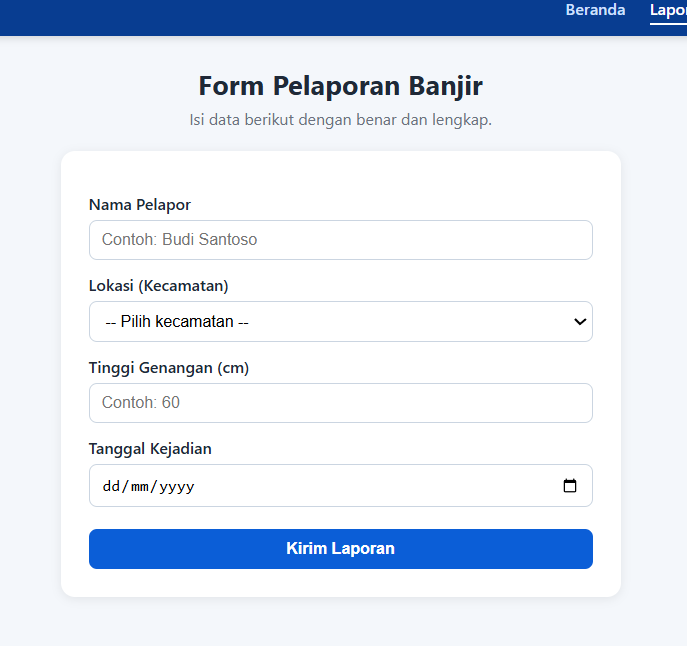 Beranda
Form Pelaporan Banjir
Isi data berikut dengan benar dan lengkap.
Nama Pelapor
Contoh: Budi Santoso
Lokasi (Kecamatan)
-- Pilih kecamatan --
Tinggi Genangan (cm)
Contoh: 60
Tanggal Kejadian
dd/mm/yyyy
Kirim Laporan